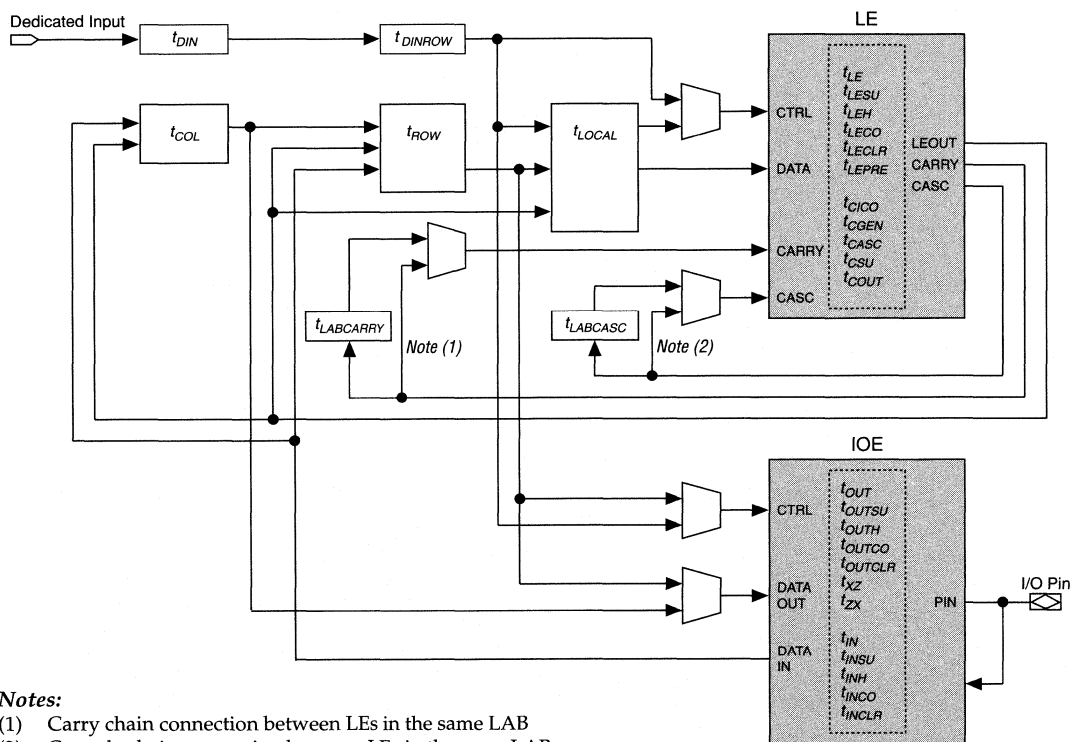 Dedicated Input
LE
tDIN
tDINROW
tCOL
tROW
tLOCAL
CTRL
DATA
CARRY
CASC
tLE
tLESU
tLEH
tLECO
tLECLR
tLEPRE
tCICO
tCGEN
tCASC
tCSU
tCOUT
LEOUT
CARRY
CASC
tLABCARRY
Note (1)
tLABCASC
Note (2)
IOE
CTRL
DATA
OUT
DATA
IN
tOUT
tOUTSU
tOUTH
tOUTCO
tOUTCLR
tXZ
tZX
tIN
tINSU
tINH
tINCO
tINCLR
PIN
I/O Pin
Notes:
(1) Carry chain connection between LEs in the same LAB